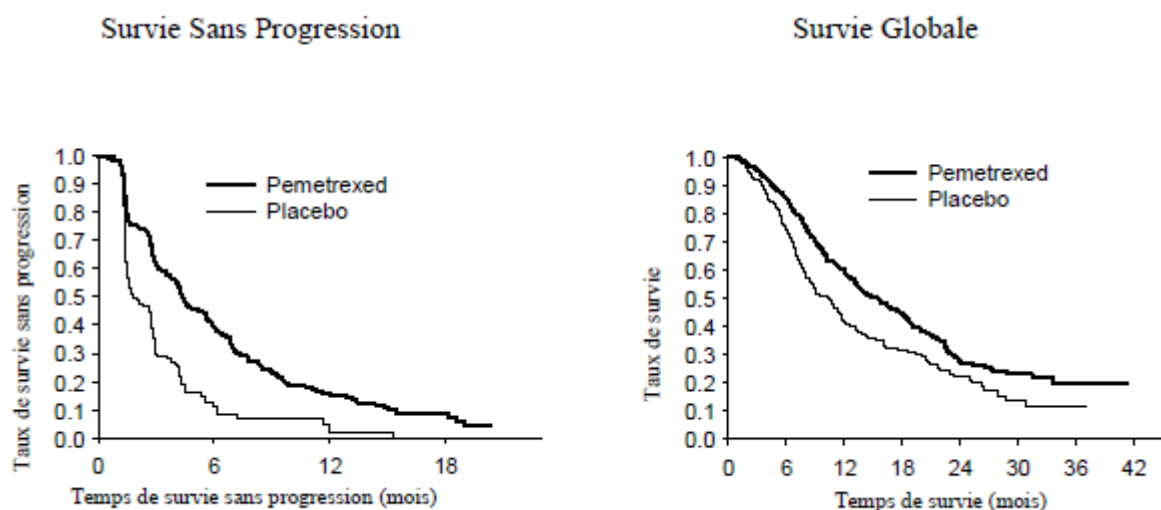 Survie Sans Progression
Survie Globale
Taux de survie sans progression
1.0
0.9
0.8
0.7
0.6
0.5
0.4
0.3
0.2
0.1
0.0
Pemetrexed
Placebo
0 6 12 18
Temps de survie sans progression (mois)
Taux de survie
1.0
0.9
0.8
0.7
0.6
0.5
0.4
0.3
0.2
0.1
0.0
Pemetrexed
Placebo
0 6 12 18 24 30 36 42
Temps de survie (mois)